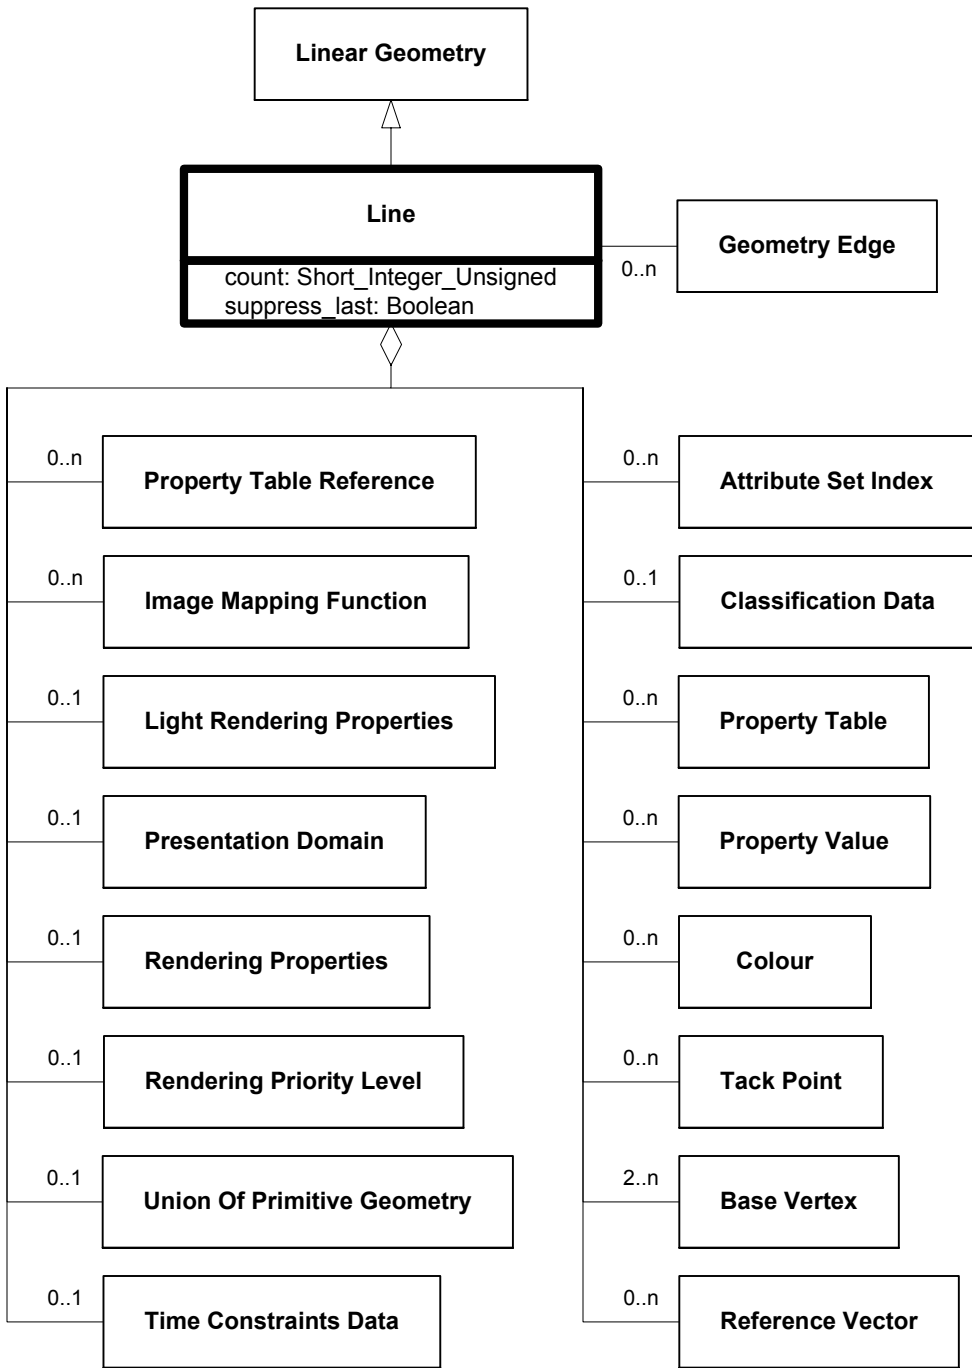 Linear Geometry
Line
count: Short_Integer_Unsigned
suppress_last: Boolean
Geometry Edge
0..n
0..n
Property Table Reference
0..n
Attribute Set Index
0..n
Image Mapping Function
0..1
Classification Data
0..1
Light Rendering Properties
0..n
Property Table
0..1
Presentation Domain
0..n
Property Value
0..1
Rendering Properties
0..n
Colour
0..1
Rendering Priority Level
0..n
Tack Point
0..1
Union Of Primitive Geometry
2..n
Base Vertex
0..1
Time Constraints Data
0..n
Reference Vector